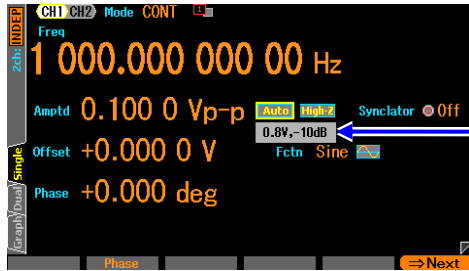 2ch: INDEP CH1 CH2 Mode CONT 1
Freq
1 000.000 000 00 Hz
Amptd 0.100 0 Vp-p Auto High-Z Synclator Off
0.8V,-10dB
Offset +0.000 0 V Fctn Sine
Phase +0.000 deg
Graph Dual Single
Phase ⇒Next